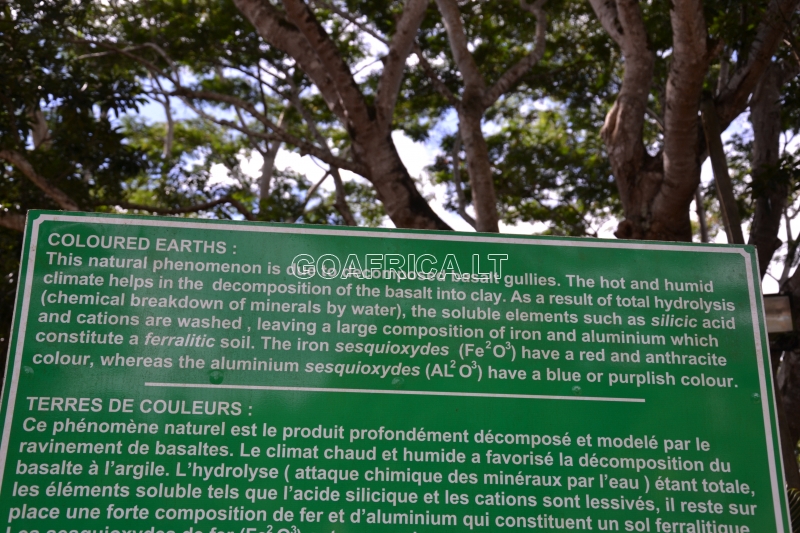 COLOURED EARTHS :
This natural phenomenon is due to decomposed basalt gullies. The hot and humid
climate helps in the decomposition of the basalt into clay. As a result of total hydrolysis
(chemical breakdown of minerals by water), the soluble elements such as silicic acid
and cations are washed , leaving a large composition of iron and aluminium which
constitute a ferralitic soil. The iron sesquioxydes (Fe²O³) have a red and anthracite
colour, whereas the aluminium sesquioxydes (AL²O³) have a blue or purplish colour.
GOAFRICA.LT
TERRES DE COULEURS :
Ce phénomène naturel est le produit profondément décomposé et modelé par le
ravinement de basaltes. Le climat chaud et humide a favorisé la décomposition du
basalte à l'argile. L'hydrolyse ( attaque chimique des minéraux par l'eau ) étant totale,
les éléments soluble tels que l'acide silicique et les cations sont lessivés, il reste sur
place une forte composition de fer et d'aluminium qui constituent un sol ferralitique
Les sesquioxydes de fer (Fe²O³)